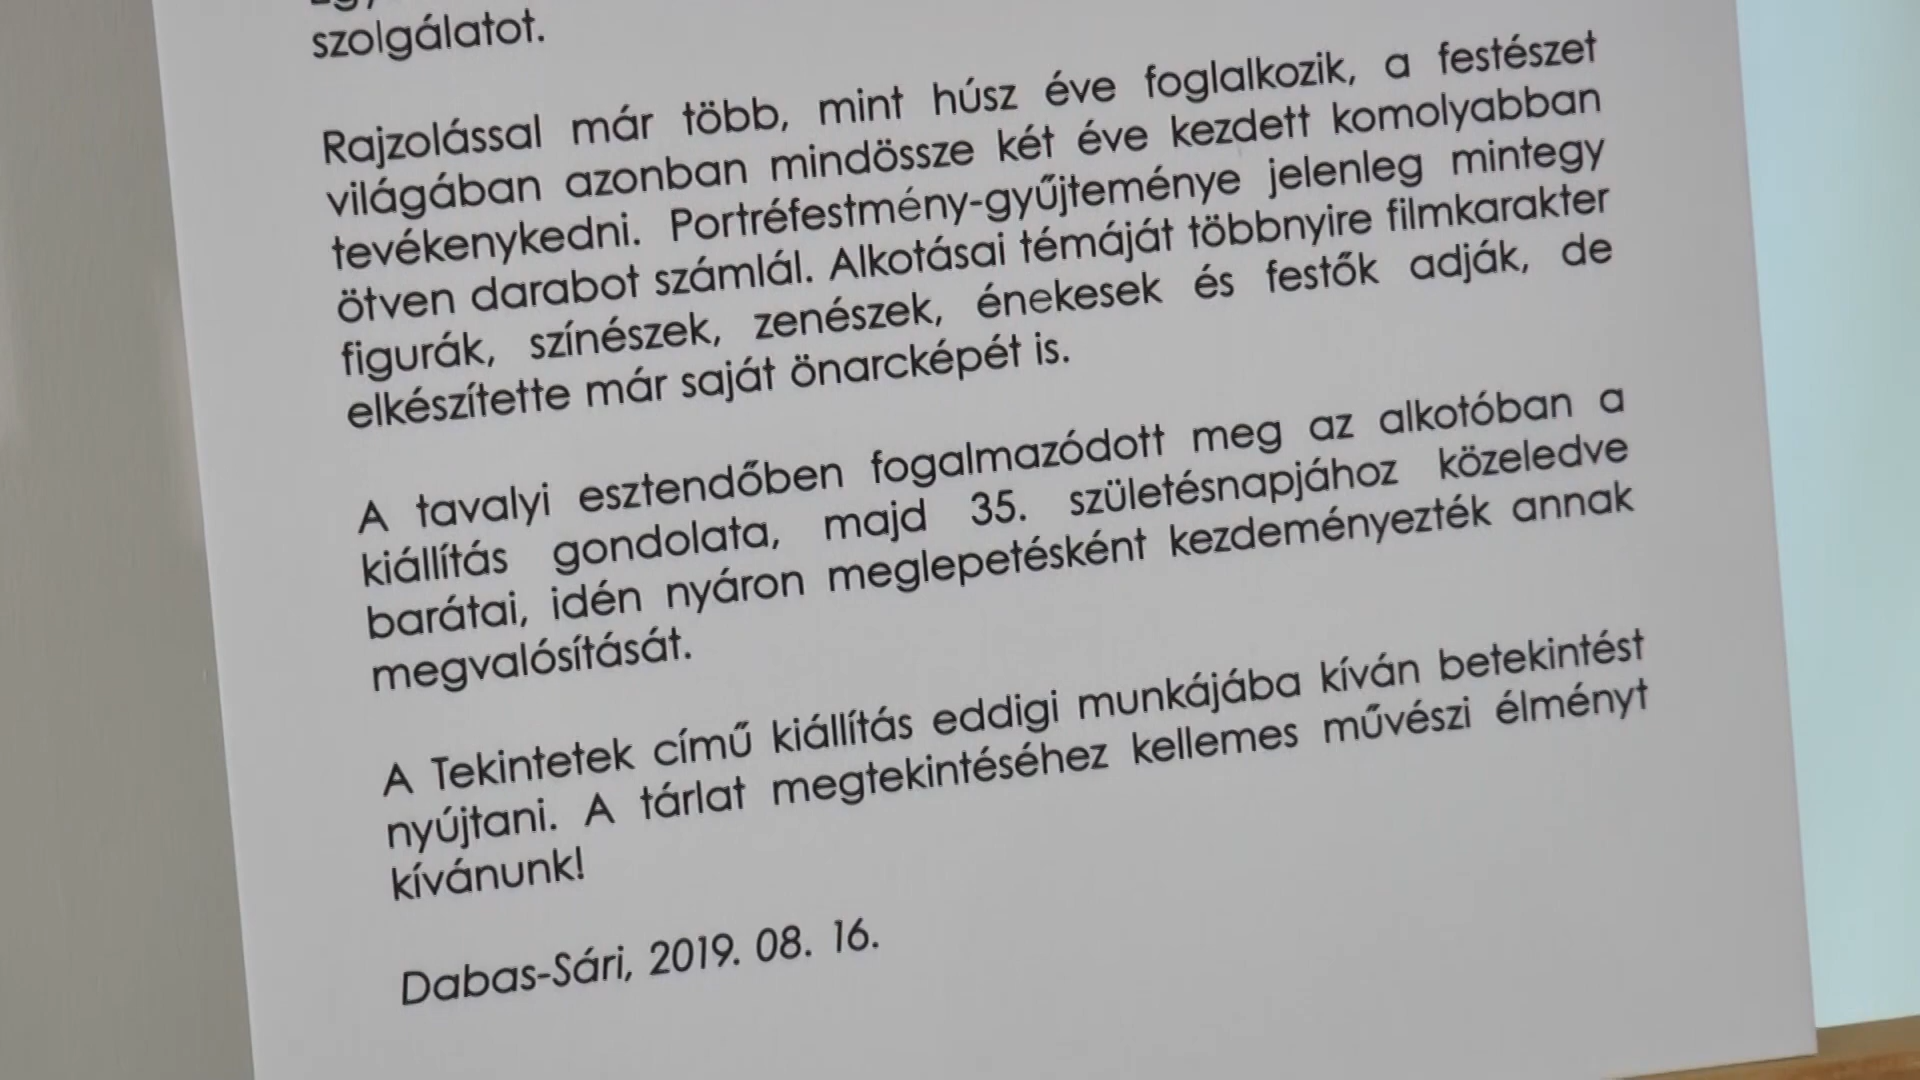 szolgálatot.
Rajzolással már több, mint húsz éve foglalkozik, a festészet
világában azonban mindössze két éve kezdett komolyabban
tevékenykedni. Portréfestmény-gyűjteménye jelenleg mintegy
ötven darabot számlál. Alkotásai témáját többnyire filmkarakter
figurák, színészek, zenészek, énekesek és festők adják, de
elkészítette már saját önarcképét is.
A tavalyi esztendőben fogalmazódott meg az alkotóban a
kiállítás gondolata, majd 35. születésnapjához közeledve
barátai, idén nyáron meglepetésként kezdeményezték annak
megvalósítását.
A Tekintetek című kiállítás eddigi munkájába kíván betekintést
nyújtani. A tárlat megtekintéséhez kellemes művészi élményt
kívánunk!
Dabas-Sári, 2019. 08. 16.